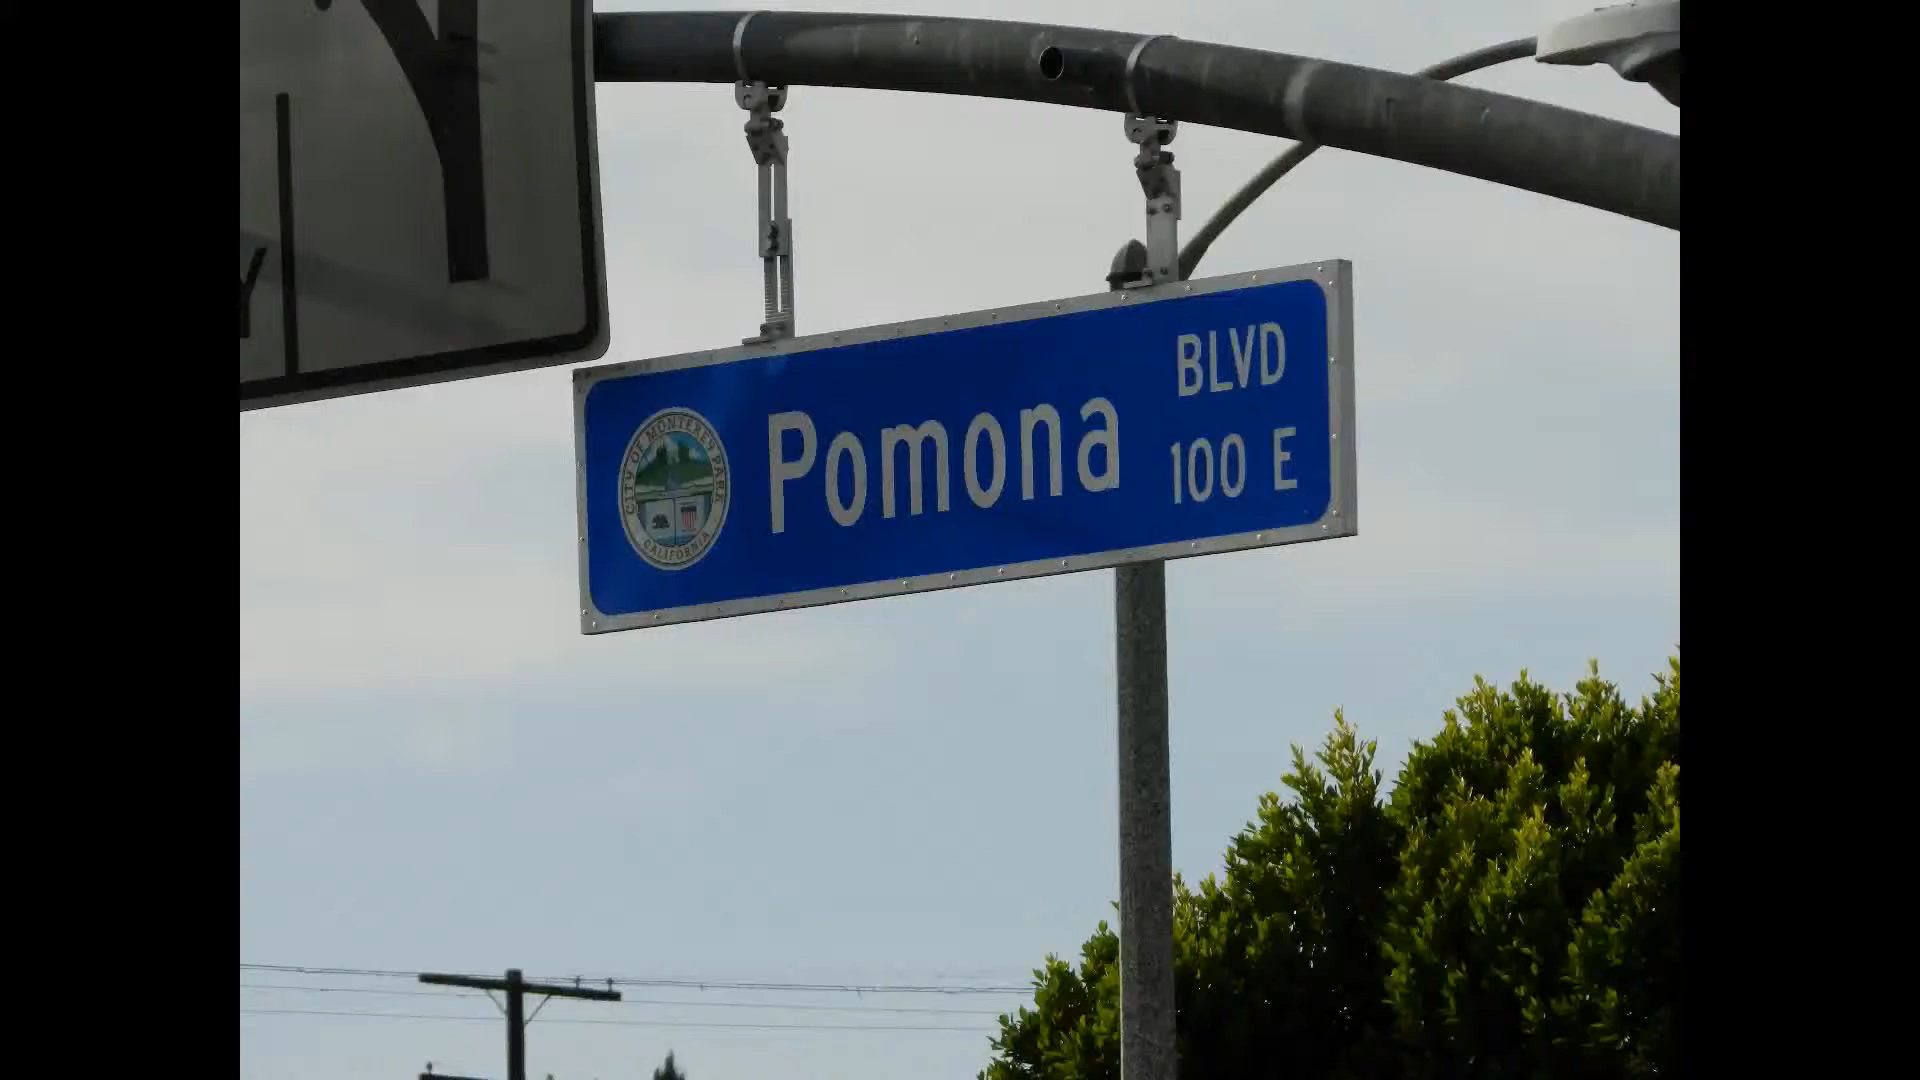 CITY OF MONTEREY PARK
CALIFORNIA
Pomona
BLVD
100 E